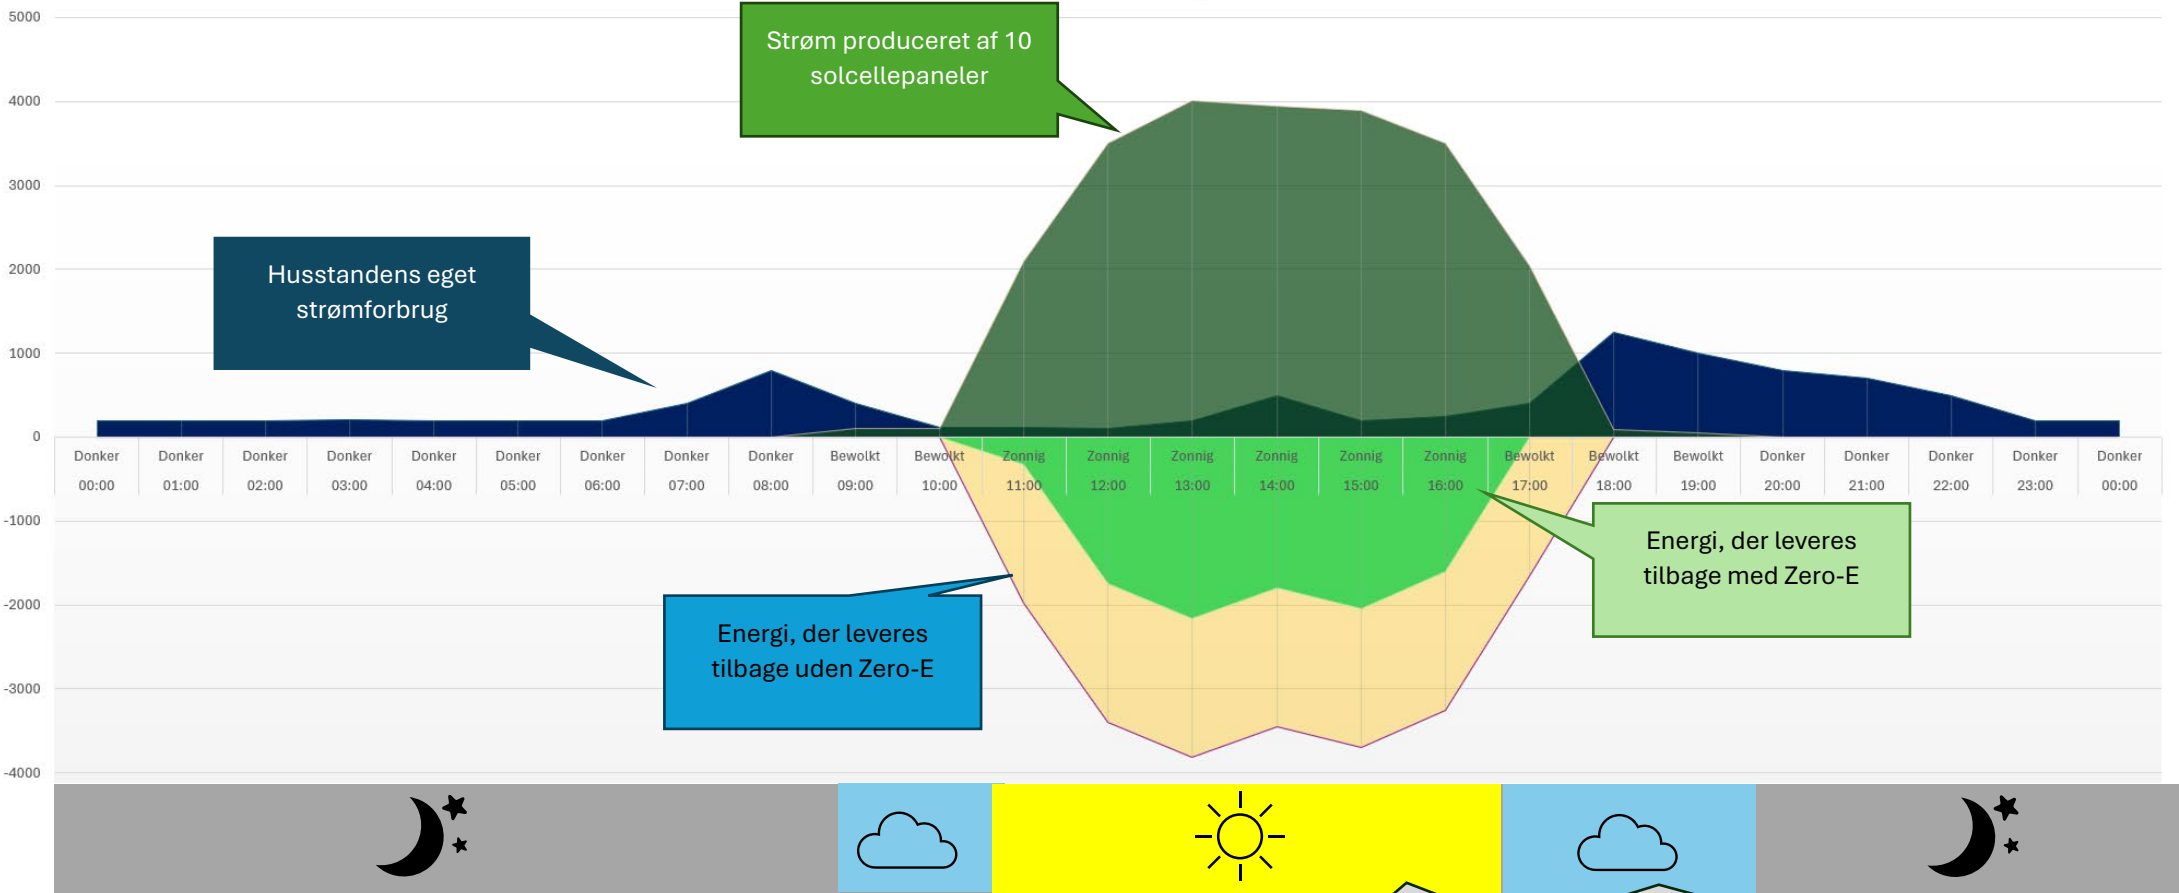 5000
Strøm produceret af 10
solcellepaneler
4000
3000
Husstandens eget
strømforbrug
2000
1000
0
Donker Donker Donker Donker Donker Donker Donker Donker Donker Bewolkt Bewolkt Zonnig Zonnig Zonnig Zonnig Zonnig Zonnig Bewolkt Bewolkt Bewolkt Donker Donker Donker Donker Donker
00:00 01:00 02:00 03:00 04:00 05:00 06:00 07:00 08:00 09:00 10:00 11:00 12:00 13:00 14:00 15:00 16:00 17:00 18:00 19:00 20:00 21:00 22:00 23:00 00:00
-1000
Energi, der leveres
tilbage med Zero-E
-2000
Energi, der leveres
tilbage uden Zero-E
-3000
-4000